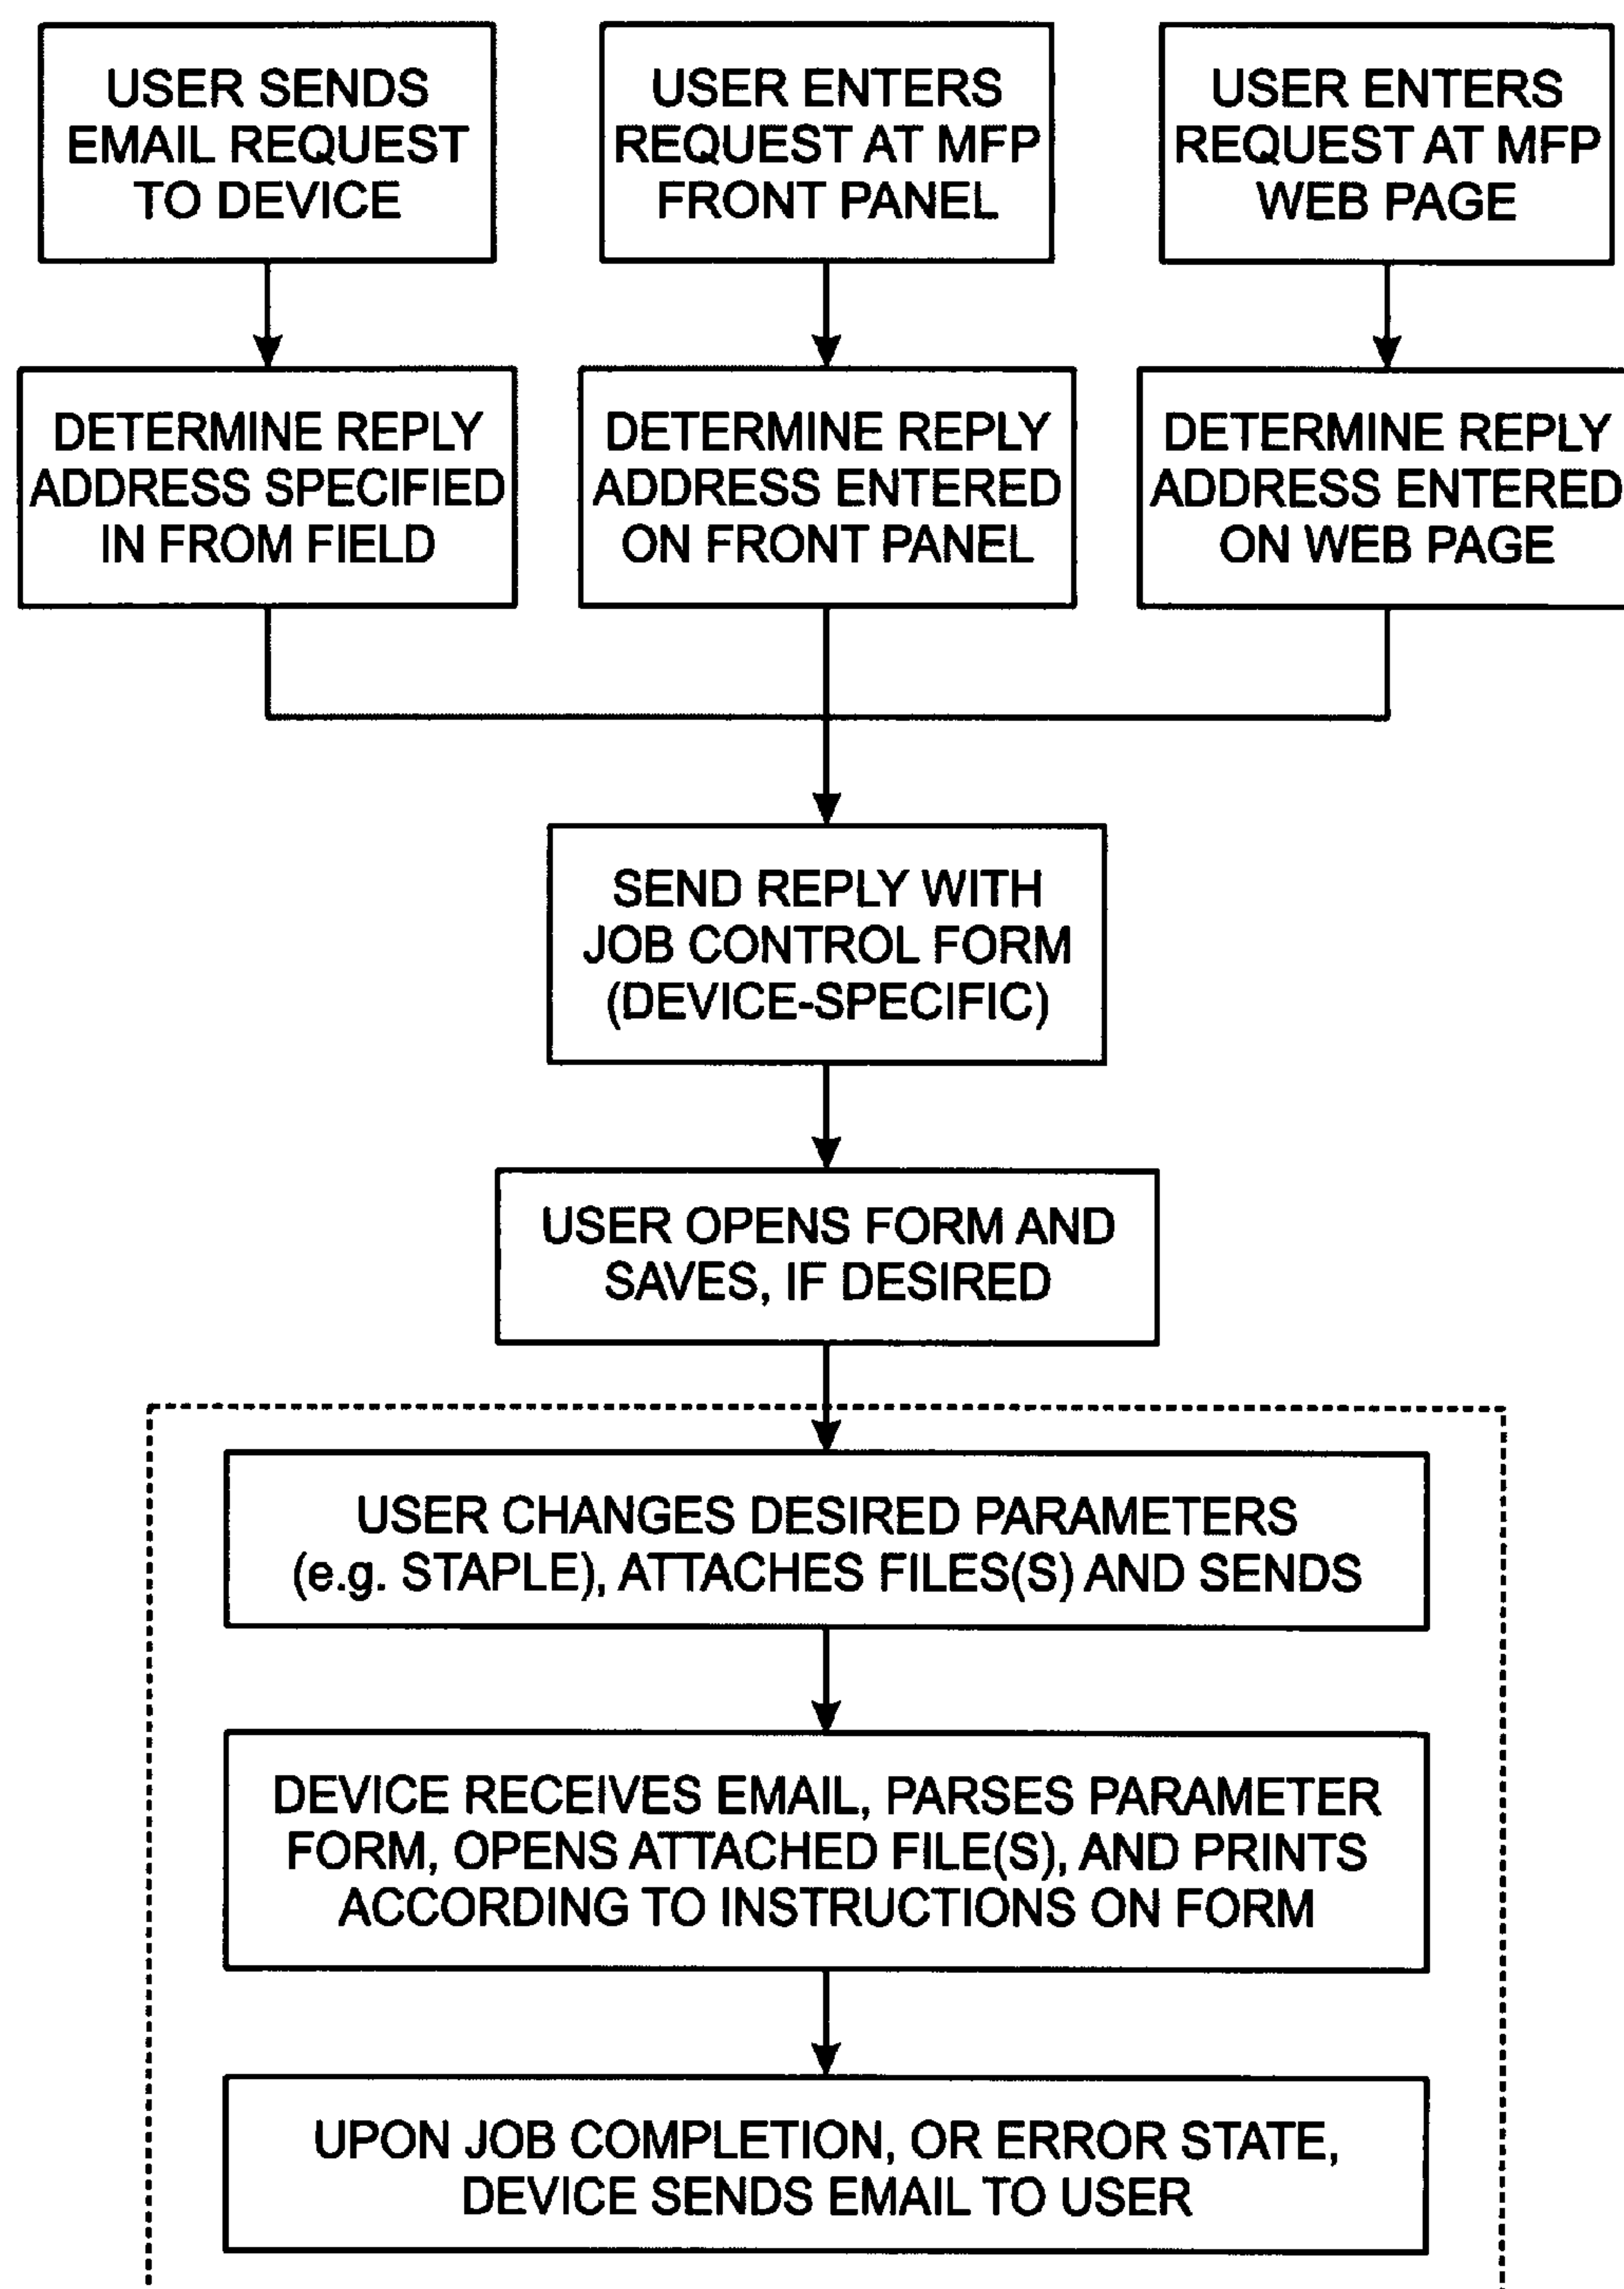 USER SENDS
EMAIL REQUEST
TO DEVICE
USER ENTERS
REQUEST AT MFP
FRONT PANEL
USER ENTERS
REQUEST AT MFP
WEB PAGE
DETERMINE REPLY
ADDRESS SPECIFIED
IN FROM FIELD
DETERMINE REPLY
ADDRESS ENTERED
ON FRONT PANEL
DETERMINE REPLY
ADDRESS ENTERED
ON WEB PAGE
SEND REPLY WITH
JOB CONTROL FORM
(DEVICE-SPECIFIC)
USER OPENS FORM AND
SAVES, IF DESIRED
USER CHANGES DESIRED PARAMETERS
(e.g. STAPLE), ATTACHES FILES(S) AND SENDS
DEVICE RECEIVES EMAIL, PARSES PARAMETER
FORM, OPENS ATTACHED FILE(S), AND PRINTS
ACCORDING TO INSTRUCTIONS ON FORM
UPON JOB COMPLETION, OR ERROR STATE,
DEVICE SENDS EMAIL TO USER